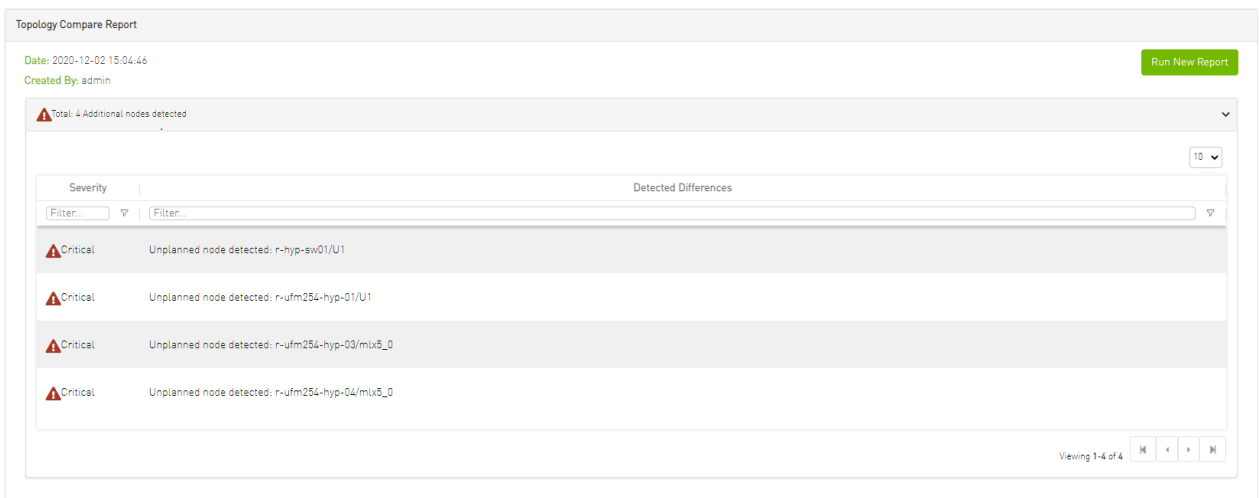 Topology Compare Report
Date: 2020-12-02 15:04:46
Run New Report
Created By: admin
Total: 4 Additional nodes detected
10
Severity Detected Differences
Filter... Filter...
Critical Unplanned node detected: r-hyp-sw01/U1
Critical Unplanned node detected: r-ufm254-hyp-01/U1
Critical Unplanned node detected: r-ufm254-hyp-03/mlx5_0
Critical Unplanned node detected: r-ufm254-hyp-04/mlx5_0
Viewing 1-4 of 4